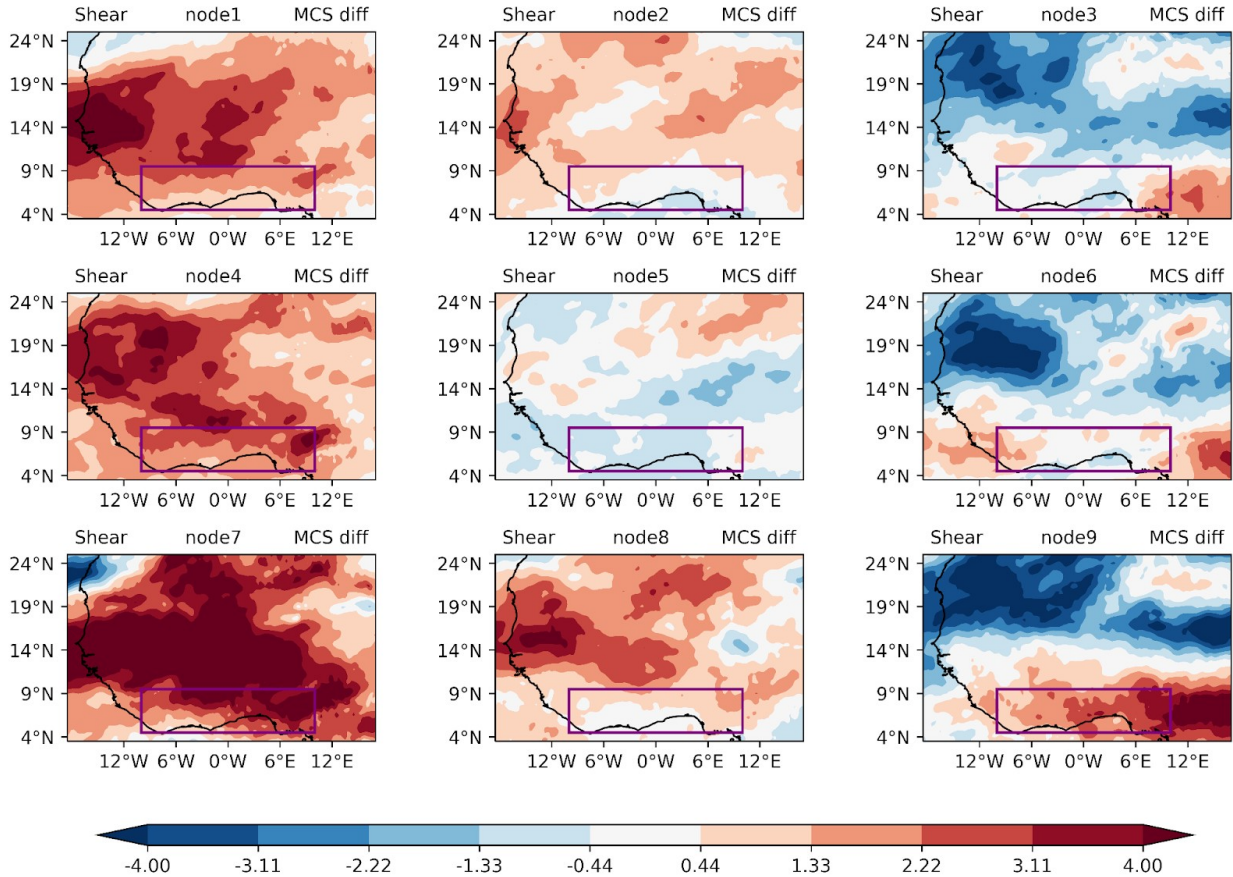 Shear node1 MCS diff
Shear node2 MCS diff
Shear node3 MCS diff
24°N
19°N
14°N
9°N
4°N
12°W 6°W 0°W 6°E 12°E
24°N
19°N
14°N
9°N
4°N
12°W 6°W 0°W 6°E 12°E
24°N
19°N
14°N
9°N
4°N
12°W 6°W 0°W 6°E 12°E
Shear node4 MCS diff
Shear node5 MCS diff
Shear node6 MCS diff
24°N
19°N
14°N
9°N
4°N
12°W 6°W 0°W 6°E 12°E
24°N
19°N
14°N
9°N
4°N
12°W 6°W 0°W 6°E 12°E
24°N
19°N
14°N
9°N
4°N
12°W 6°W 0°W 6°E 12°E
Shear node7 MCS diff
Shear node8 MCS diff
Shear node9 MCS diff
24°N
19°N
14°N
9°N
4°N
12°W 6°W 0°W 6°E 12°E
24°N
19°N
14°N
9°N
4°N
12°W 6°W 0°W 6°E 12°E
24°N
19°N
14°N
9°N
4°N
12°W 6°W 0°W 6°E 12°E
-4.00 -3.11 -2.22 -1.33 -0.44 0.44 1.33 2.22 3.11 4.00